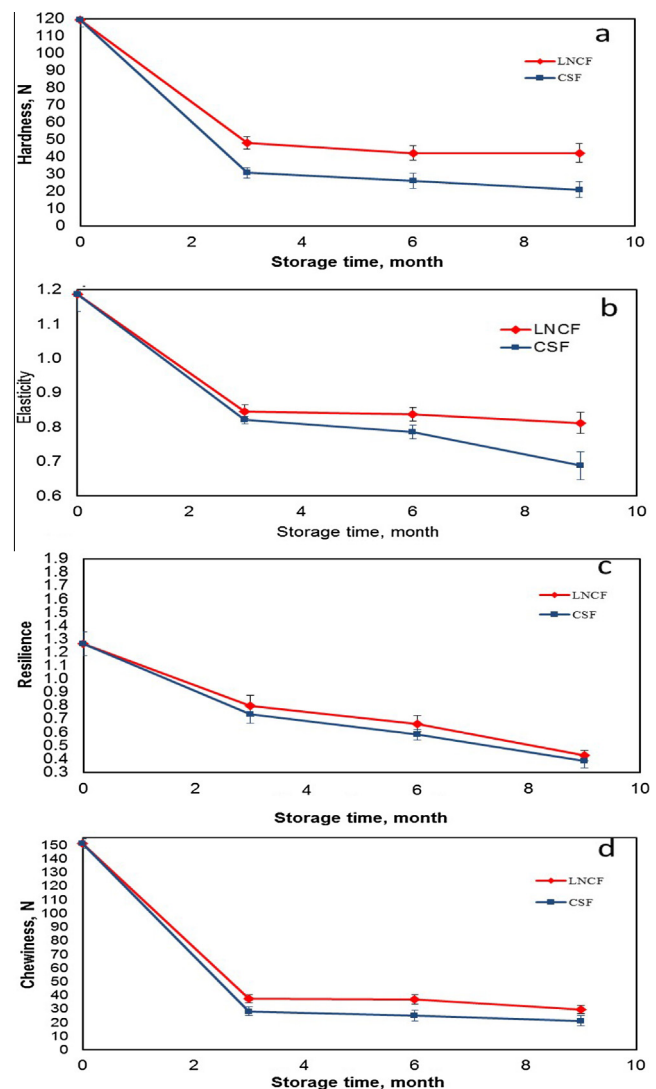 a
120
110
100
90
80
70
60
50
40
30
20
10
0
Hardness, N
LNCF
CSF
0 2 4 6 8 10
Storage time, month
b
1.2
1.1
1.0
0.9
0.8
0.7
0.6
Elasticity
LNCF
CSF
0 2 4 6 8 10
Storage time, month
c
1.9
1.8
1.7
1.6
1.5
1.4
1.3
1.2
1.1
1.0
0.9
0.8
0.7
0.6
0.5
0.4
0.3
Resilience
LNCF
CSF
0 2 4 6 8 10
Storage time, month
d
150
140
130
120
110
100
90
80
70
60
50
40
30
20
10
0
Chewiness, N
LNCF
CSF
0 2 4 6 8 10
Storage time, month